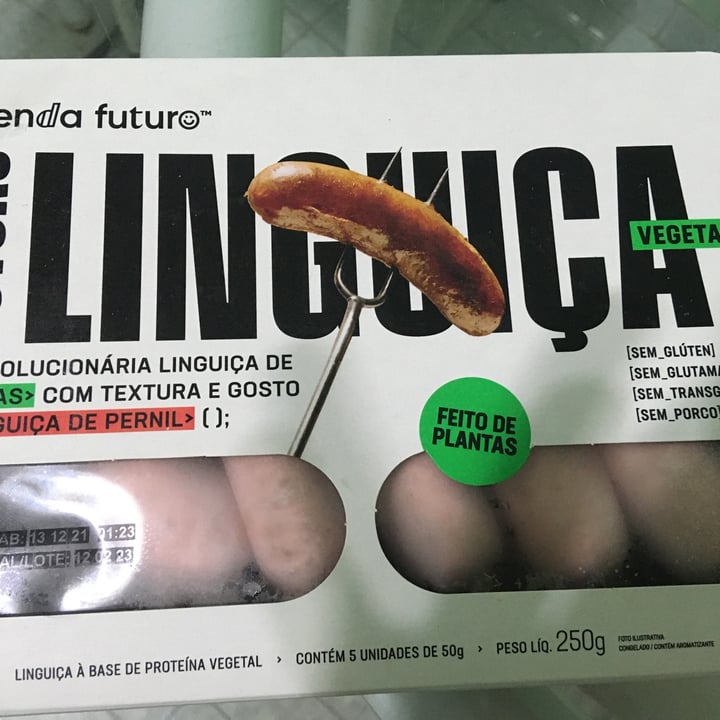 enda futuro™
LINGUIÇA
VEGETA
OLUCIONÁRIA LINGUIÇA DE
AS> COM TEXTURA E GOSTO
GUIÇA DE PERNIL> ( );
[SEM_GLÚTEN]
[SEM_GLUTAMA
[SEM_TRANSG
[SEM_PORCO]
FEITO DE
PLANTAS
AB: 13 12 21 01:23
AL/LOTE: 12 02 23
LINGUIÇA À BASE DE PROTEÍNA VEGETAL > CONTÉM 5 UNIDADES DE 50g > PESO LÍQ. 250g
FOTO ILUSTRATIVA
CONGELADO / CONTÉM AROMATIZANTE